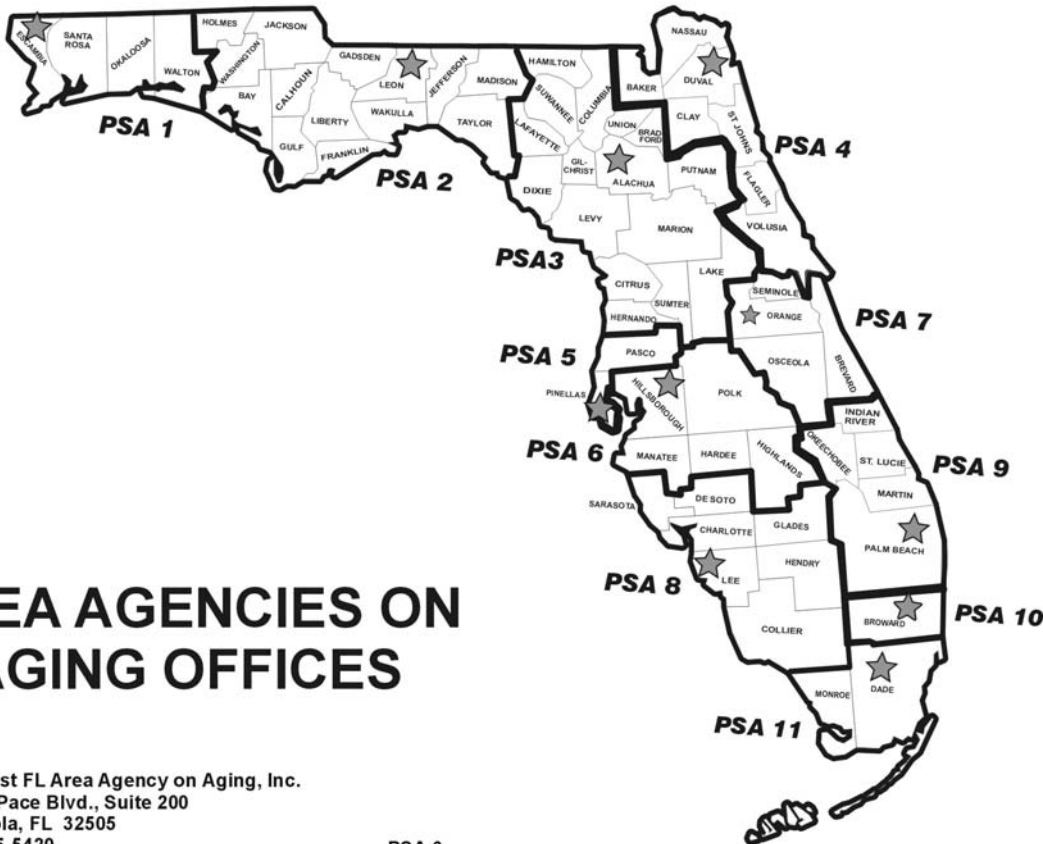 HOLMES
JACKSON
ESCAMBIA
SANTA
ROSA
OKALOOSA
WALTON
WASHINGTON
BAY
CALHOUN
GADSDEN
LEON
JEFFERSON
MADISON
LIBERTY
WAKULLA
TAYLOR
GULF
FRANKLIN
PSA 1
PSA 2
HAMILTON
SUWANNEE
COLUMBIA
LAFAYETTE
BAKER
NASSAU
DUVAL
CLAY
ST JOHNS
UNION
BRAD
FORD
GIL-
CHRIST
ALACHUA
PUTNAM
FLAGLER
DIXIE
LEVY
MARION
VOLUSIA
PSA 4
PSA3
CITRUS
SUMTER
LAKE
HERNANDO
SEMINOLE
ORANGE
PSA 7
PSA 5
PASCO
OSCEOLA
BREVARD
PINELLAS
HILLSBOROUGH
POLK
INDIAN
RIVER
PSA 6
MANATEE
HARDEE
HIGHLANDS
OKEECHOBEE
ST. LUCIE
PSA 9
MARTIN
SARASOTA
DE SOTO
CHARLOTTE
GLADES
PALM BEACH
PSA 8
LEE
HENDRY
COLLIER
BROWARD
PSA 10
MONROE
DADE
PSA 11
EA AGENCIES ON
AGING OFFICES
st FL Area Agency on Aging, Inc.
Pace Blvd., Suite 200
ola, FL 32505